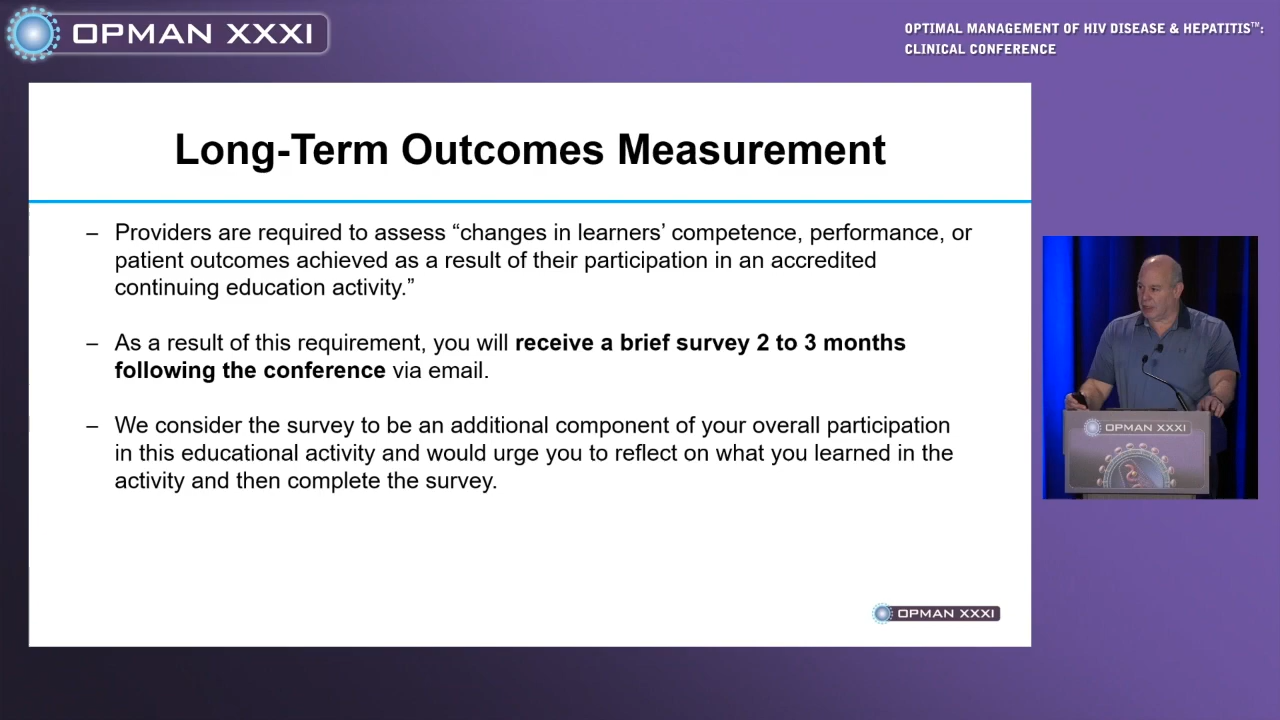 OPMAN XXXI
OPTIMAL MANAGEMENT OF HIV DISEASE & HEPATITIS™:
CLINICAL CONFERENCE
Long-Term Outcomes Measurement
– Providers are required to assess “changes in learners’ competence, performance, or
patient outcomes achieved as a result of their participation in an accredited
continuing education activity.”
– As a result of this requirement, you will receive a brief survey 2 to 3 months
following the conference via email.
– We consider the survey to be an additional component of your overall participation
in this educational activity and would urge you to reflect on what you learned in the
activity and then complete the survey.
OPMAN XXXI
OPMAN XXXI